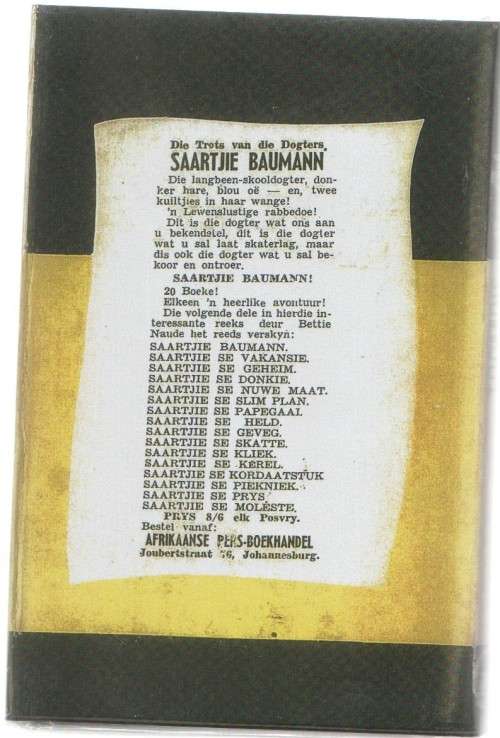 Die Trots van die Dogters
SAARTJIE BAUMANN
Die langbeen-skooldogter, don-
ker hare, blou oë — en, twee
kuiltjies in haar wange!
'n Lewenslustige rabbedoe!
Dit is die dogter wat ons aan
u bekendstel, dit is die dogter
wat u sal laat skaterlag, maar
dis ook die dogter wat u sal be-
koor en ontroer.
SAARTJIE BAUMANN!
20 Boeke!
Elkeen 'n heerlike avontuur!
Die volgende dele in hierdie in-
teressante reeks deur Bettie
Naude het reeds verskyn:
SAARTJIE BAUMANN.
SAARTJIE SE VAKANSIE.
SAARTJIE SE GEHEIM.
SAARTJIE SE DONKIE.
SAARTJIE SE NUWE MAAT.
SAARTJIE SE SLIM PLAN.
SAARTJIE SE PAPEGAAI.
SAARTJIE SE HELD.
SAARTJIE SE GEVEG.
SAARTJIE SE SKATTE.
SAARTJIE SE KLIEK.
SAARTJIE SE KÊREL.
SAARTJIE SE KORDAATSTUK
SAARTJIE SE PIEKNIEK.
SAARTJIE SE PRYS
SAARTJIE SE MOLESTE.
PRYS 8/6 elk Posvry.
Bestel vanaf:
AFRIKAANSE PERS-BOEKHANDEL
Joubertstraat 76, Johannesburg.